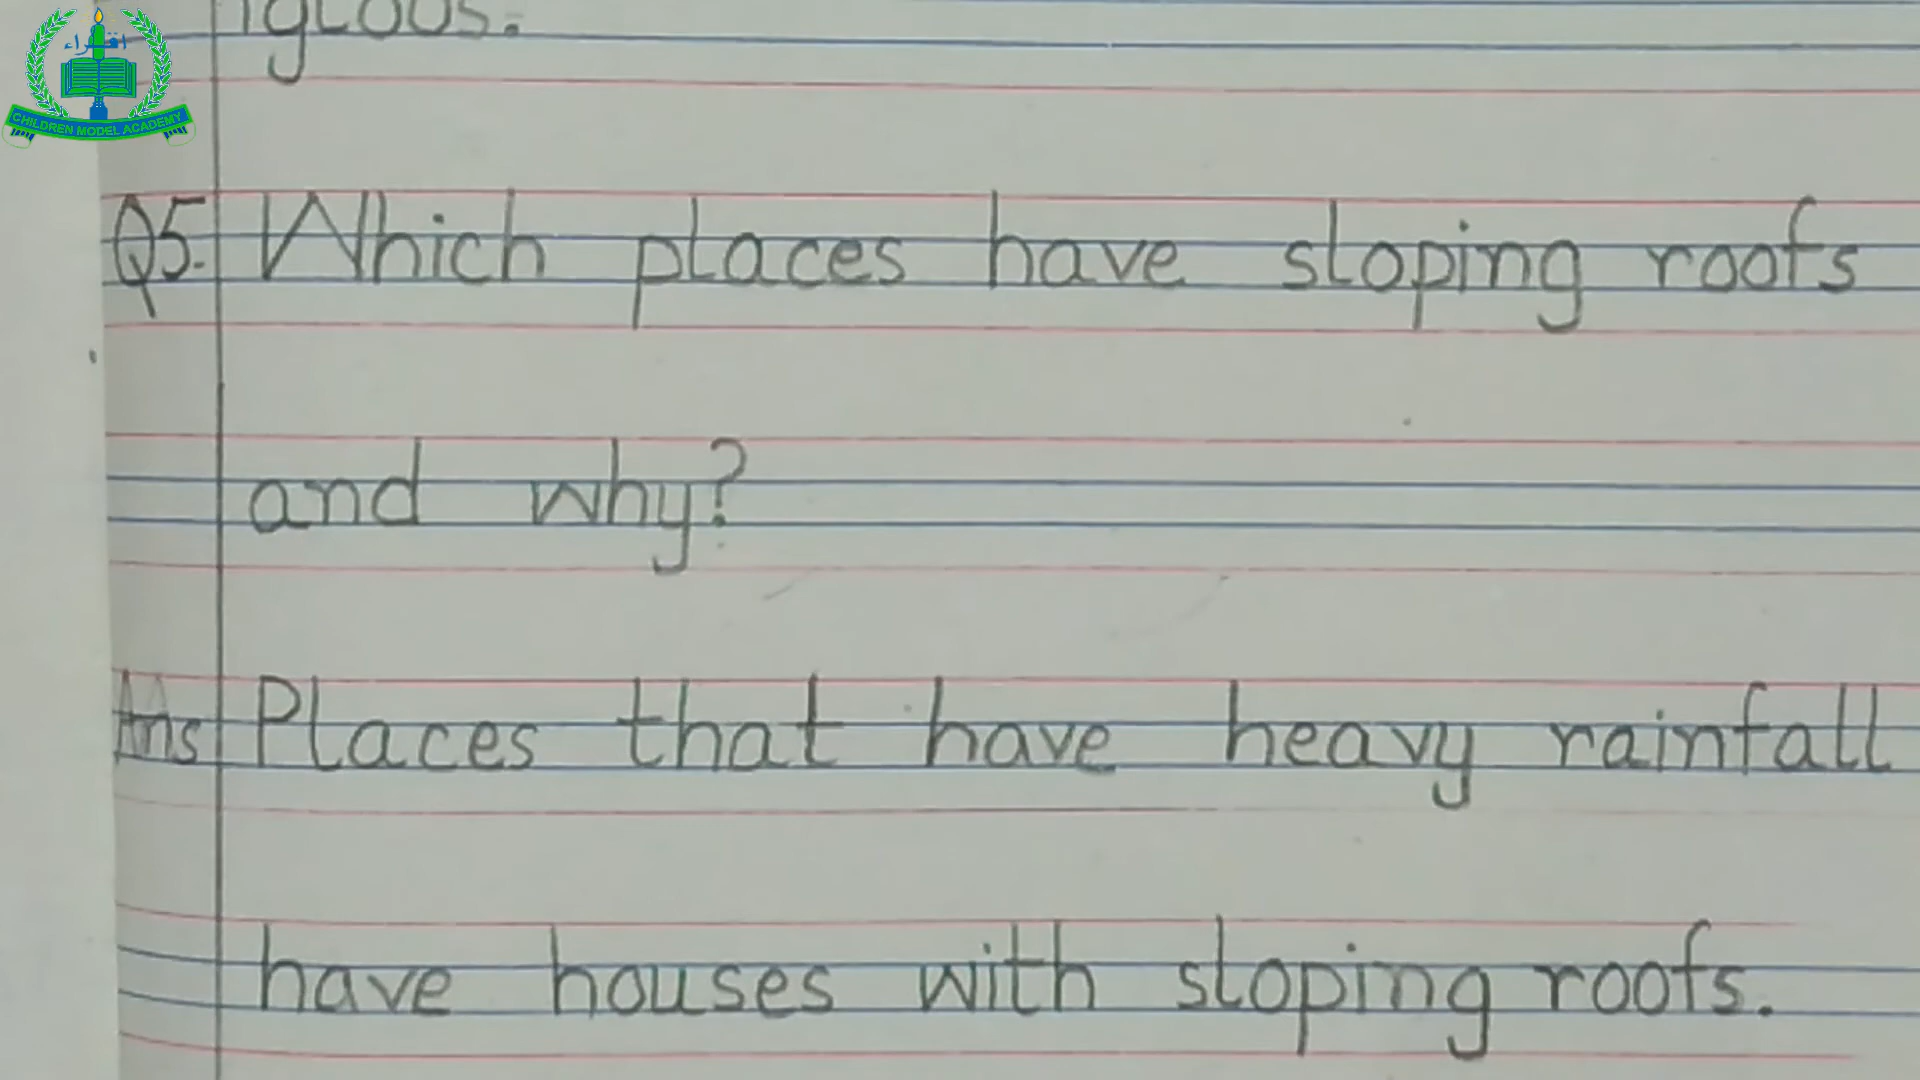 igloos.
اقراء
CHILDREN MODEL ACADEMY
Q5. Which places have sloping roofs
and why?
Ans Places that have heavy rainfall
have houses with sloping roofs.